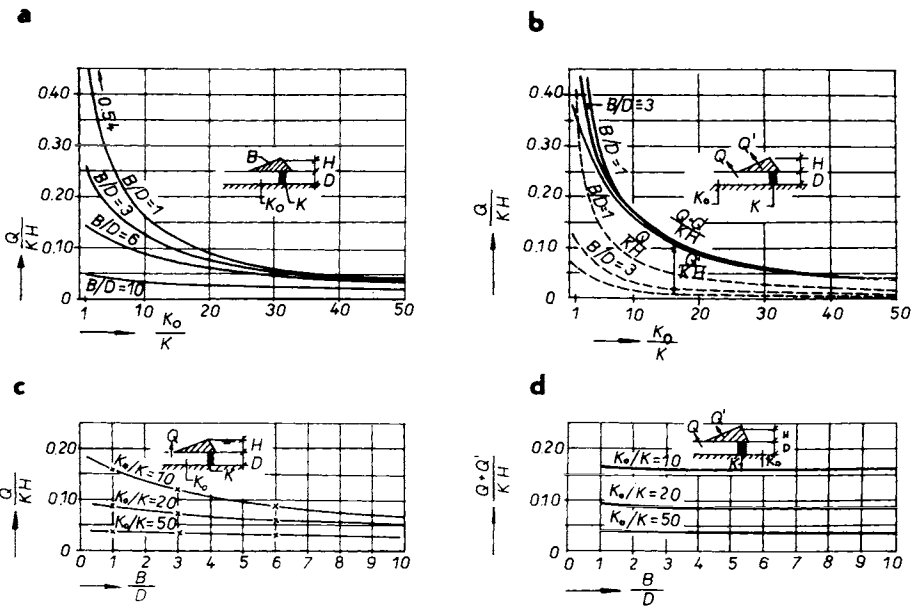 a
0.40
0.30
0.20
0.10
0
Q/KH
0.54
B/D=1
B/D=3
B/D=6
B/D=10
B
H
D
K₀
K
1 10 20 30 40 50
K₀/K
b
0.40
0.30
0.20
0.10
0
Q/KH
B/D=3
B/D=1
B/D=1
B/D=3
Q
Q'
H
D
K₀
K
Q/KH
Q'/KH
1 10 20 30 40 50
K₀/K
c
0.20
0.10
0
Q/KH
K₀/K=10
K₀/K=20
K₀/K=50
Q
H
D
K₀
K
0 1 2 3 4 5 6 7 8 9 10
B/D
d
0.20
0.10
0
Q+Q'/KH
K₀/K=10
K₀/K=20
K₀/K=50
Q
Q'
H
D
K
K₀
0 1 2 3 4 5 6 7 8 9 10
B/D